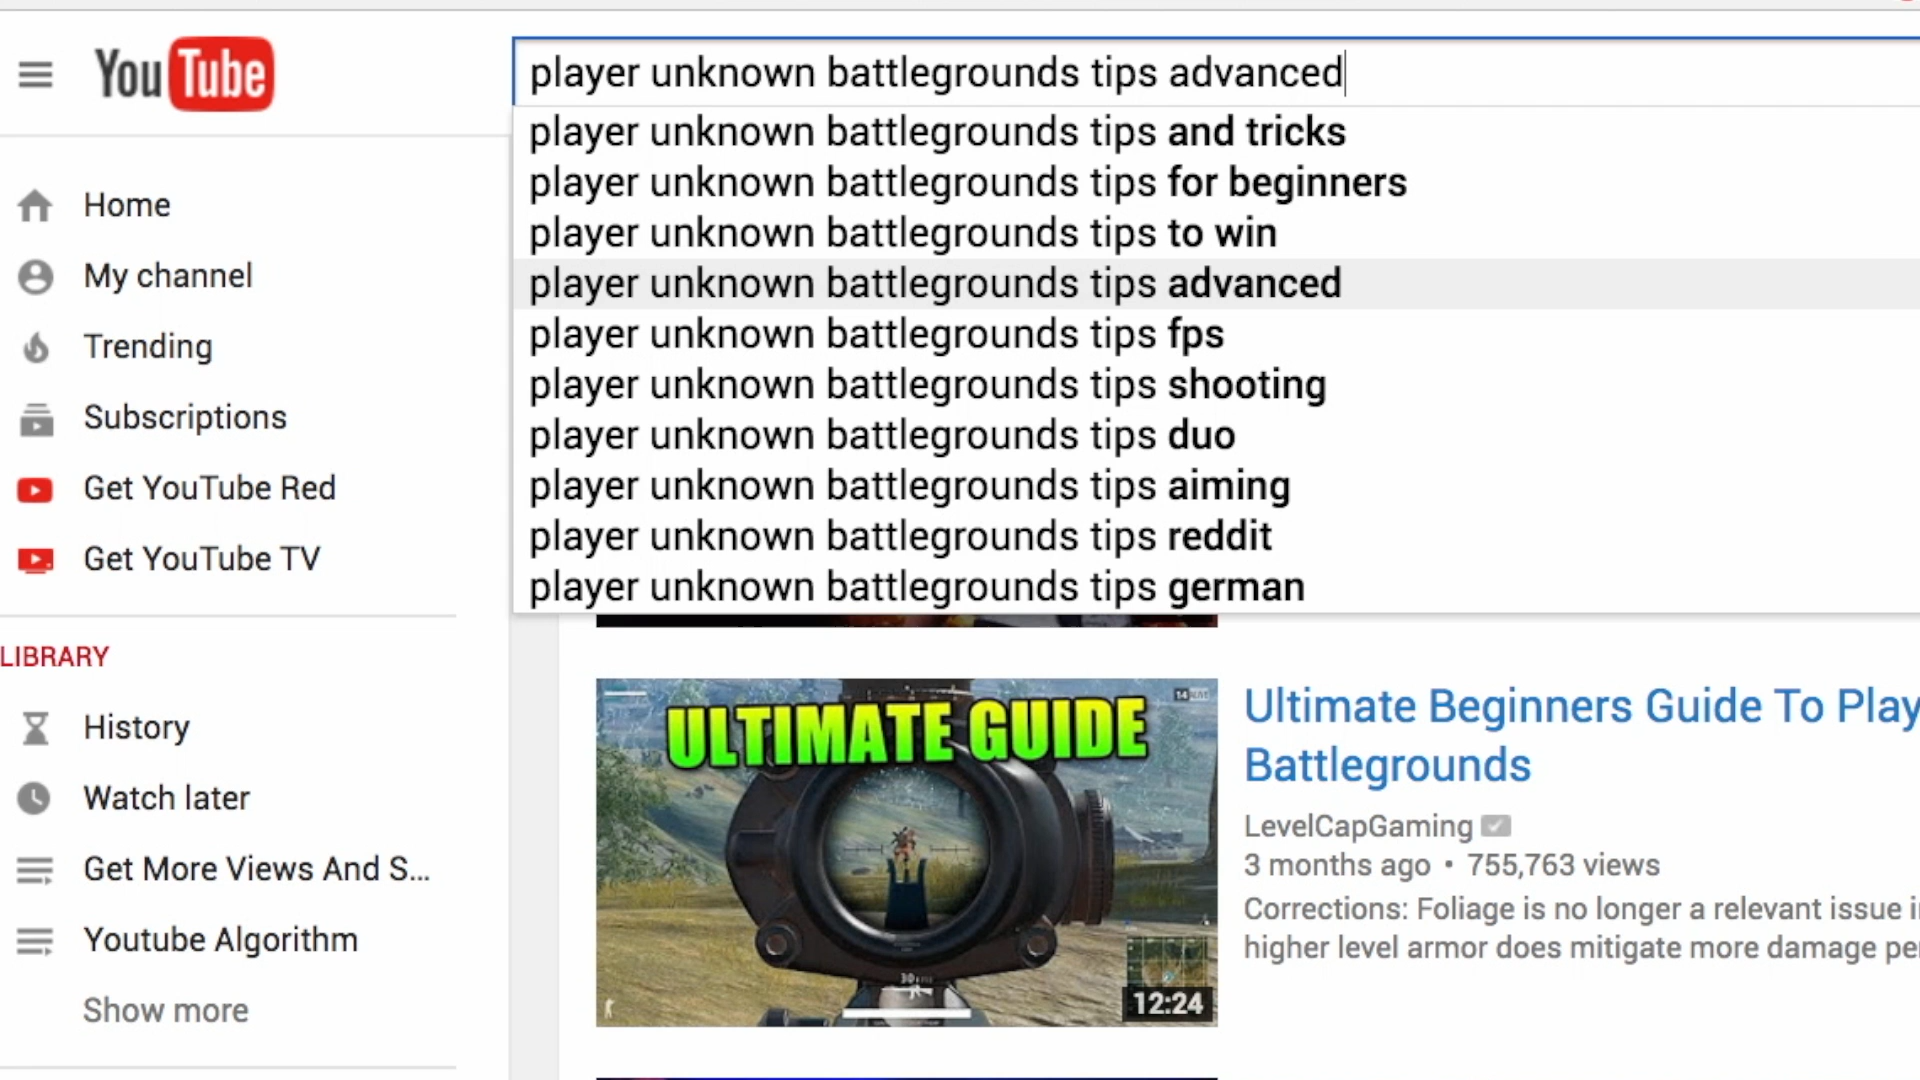 YouTube
player unknown battlegrounds tips advanced
player unknown battlegrounds tips and tricks
player unknown battlegrounds tips for beginners
player unknown battlegrounds tips to win
player unknown battlegrounds tips advanced
player unknown battlegrounds tips fps
player unknown battlegrounds tips shooting
player unknown battlegrounds tips duo
player unknown battlegrounds tips aiming
player unknown battlegrounds tips reddit
player unknown battlegrounds tips german
Home
My channel
Trending
Subscriptions
Get YouTube Red
Get YouTube TV
LIBRARY
History
Watch later
Get More Views And S...
Youtube Algorithm
Show more
ULTIMATE GUIDE
14
30
12:24
Ultimate Beginners Guide To Play
Battlegrounds
LevelCapGaming
3 months ago • 755,763 views
Corrections: Foliage is no longer a relevant issue i
higher level armor does mitigate more damage pe